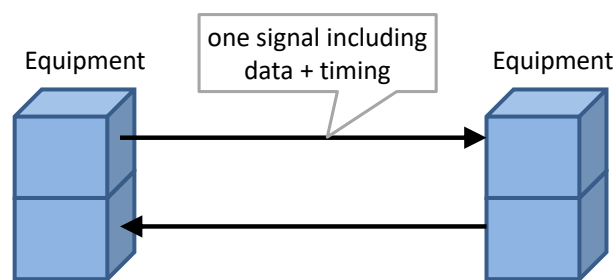 one signal including
data + timing
Equipment
Equipment